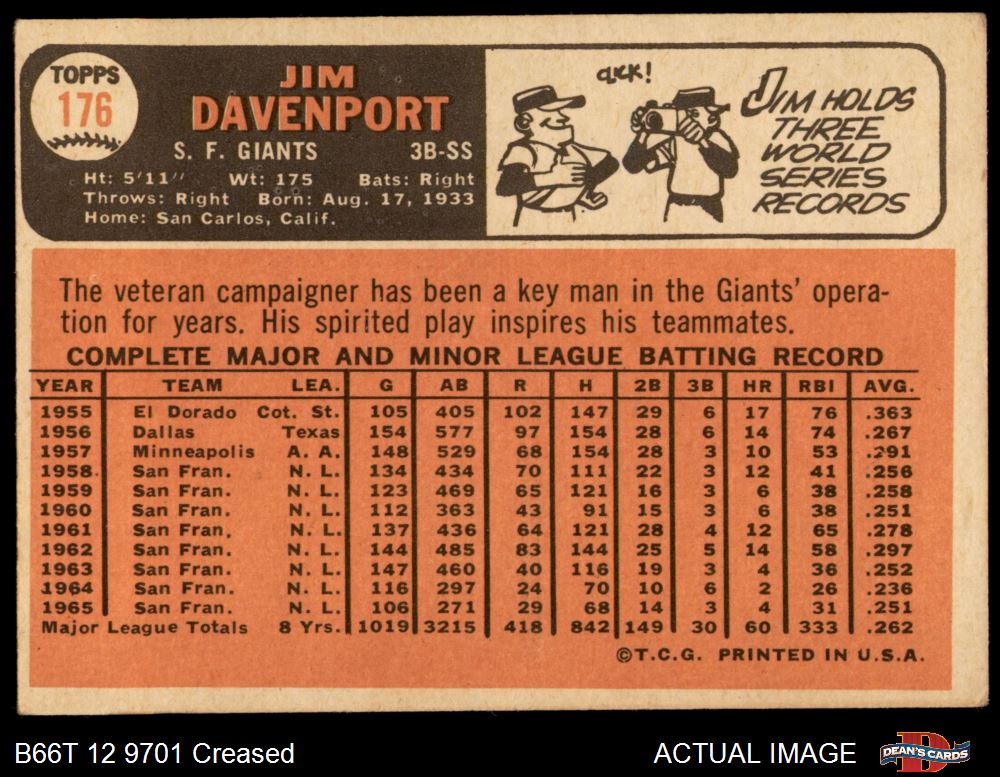 TOPPS
176
JIM
DAVENPORT
S. F. GIANTS 3B-SS
Ht: 5'11" Wt: 175 Bats: Right
Throws: Right Born: Aug. 17, 1933
Home: San Carlos, Calif.
CLICK!
JIM HOLDS
THREE
WORLD
SERIES
RECORDS
The veteran campaigner has been a key man in the Giants' opera-
tion for years. His spirited play inspires his teammates.
COMPLETE MAJOR AND MINOR LEAGUE BATTING RECORD
YEAR TEAM LEA. G AB R H 2B 3B HR RBI AVG.
1955 El Dorado Cot. St. 105 405 102 147 29 6 17 76 .363
1956 Dallas Texas 154 577 97 154 28 6 14 74 .267
1957 Minneapolis A. A. 148 529 68 154 28 3 10 53 .291
1958 San Fran. N. L. 134 434 70 111 22 3 12 41 .256
1959 San Fran. N. L. 123 469 65 121 16 3 6 38 .258
1960 San Fran. N. L. 112 363 43 91 15 3 6 38 .251
1961 San Fran. N. L. 137 436 64 121 28 4 12 65 .278
1962 San Fran. N. L. 144 485 83 144 25 5 14 58 .297
1963 San Fran. N. L. 147 460 40 116 19 3 4 36 .252
1964 San Fran. N. L. 116 297 24 70 10 6 2 26 .236
1965 San Fran. N. L. 106 271 29 68 14 3 4 31 .251
Major League Totals 8 Yrs. 1019 3215 418 842 149 30 60 333 .262
©T.C.G. PRINTED IN U.S.A.
B66T 12 9701 Creased ACTUAL IMAGE
DEAN'S CARDS